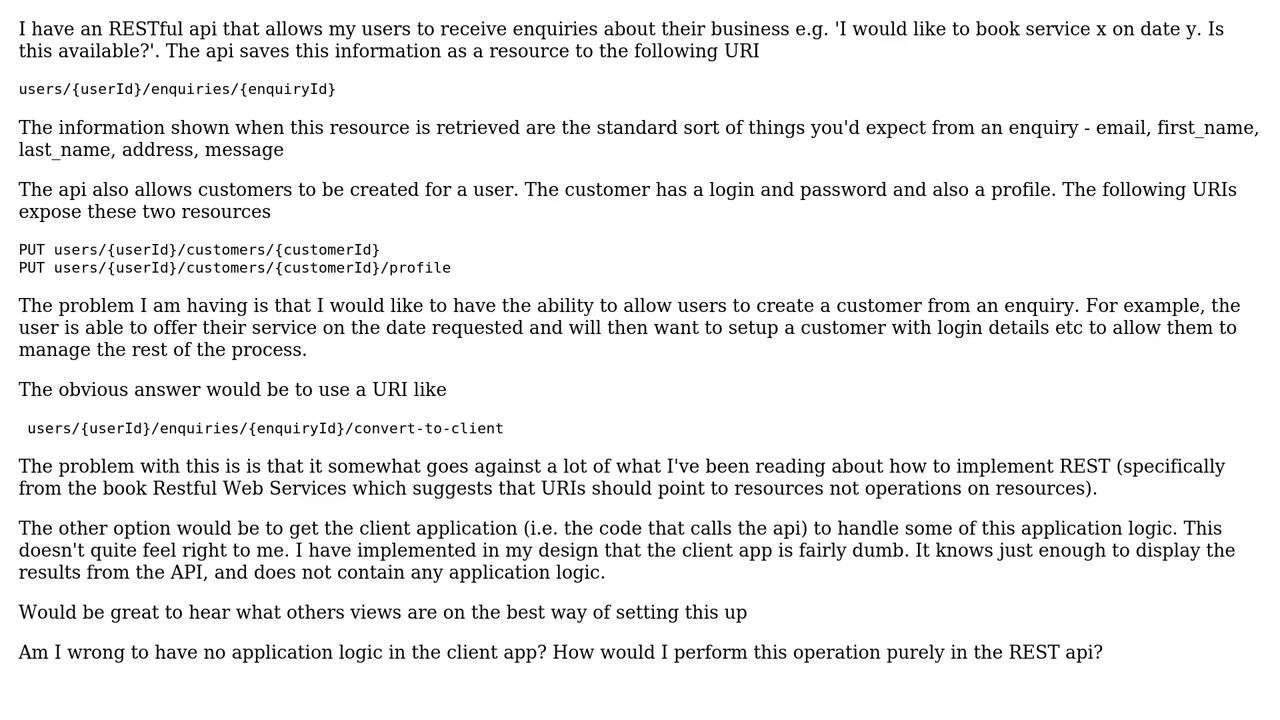 I have an RESTful api that allows my users to receive enquiries about their business e.g. 'I would like to book service x on date y. Is
this available?'. The api saves this information as a resource to the following URI
users/{userId}/enquiries/{enquiryId}
The information shown when this resource is retrieved are the standard sort of things you'd expect from an enquiry - email, first_name,
last_name, address, message
The api also allows customers to be created for a user. The customer has a login and password and also a profile. The following URIs
expose these two resources
PUT users/{userId}/customers/{customerId}
PUT users/{userId}/customers/{customerId}/profile
The problem I am having is that I would like to have the ability to allow users to create a customer from an enquiry. For example, the
user is able to offer their service on the date requested and will then want to setup a customer with login details etc to allow them to
manage the rest of the process.
The obvious answer would be to use a URI like
users/{userId}/enquiries/{enquiryId}/convert-to-client
The problem with this is is that it somewhat goes against a lot of what I've been reading about how to implement REST (specifically
from the book Restful Web Services which suggests that URIs should point to resources not operations on resources).
The other option would be to get the client application (i.e. the code that calls the api) to handle some of this application logic. This
doesn't quite feel right to me. I have implemented in my design that the client app is fairly dumb. It knows just enough to display the
results from the API, and does not contain any application logic.
Would be great to hear what others views are on the best way of setting this up
Am I wrong to have no application logic in the client app? How would I perform this operation purely in the REST api?